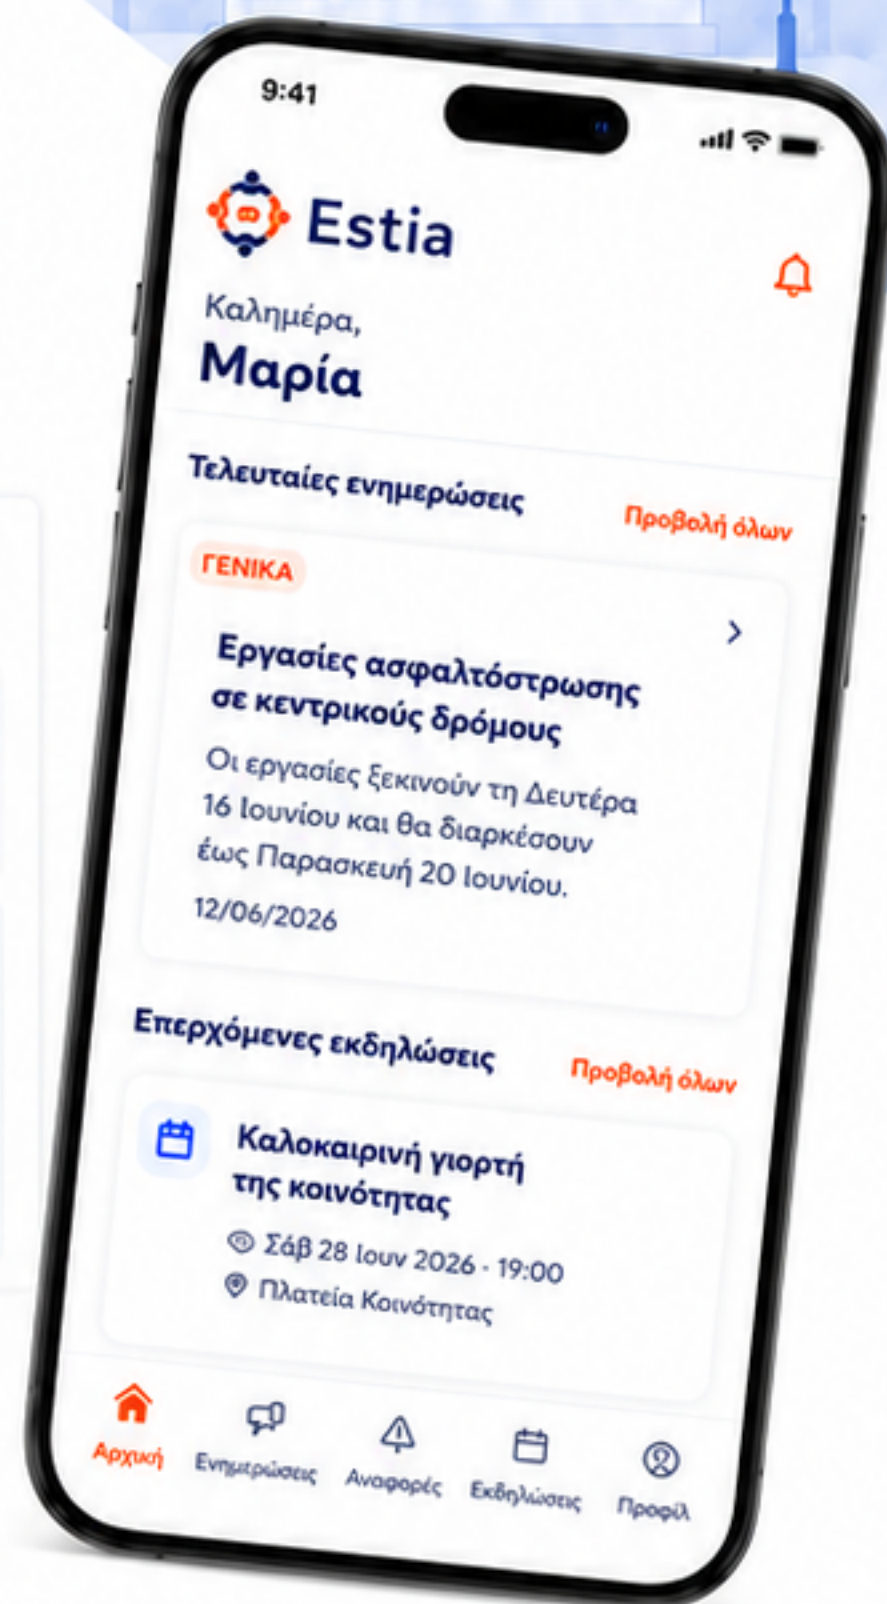 9:41
Estia
Καλημέρα,
Μαρία
Τελευταίες ενημερώσεις
Προβολή όλων
ΓΕΝΙΚΑ
Εργασίες ασφαλτόστρωσης
σε κεντρικούς δρόμους
Οι εργασίες ξεκινούν τη Δευτέρα
16 Ιουνίου και θα διαρκέσουν
έως Παρασκευή 20 Ιουνίου.
12/06/2026
Επερχόμενες εκδηλώσεις
Προβολή όλων
Καλοκαιρινή γιορτή
της κοινότητας
Σάβ 28 Ιουν 2026 · 19:00
Πλατεία Κοινότητας
Αρχική
Ενημερώσεις
Αναφορές
Εκδηλώσεις
Προφίλ